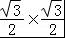 √3/2 × √3/2